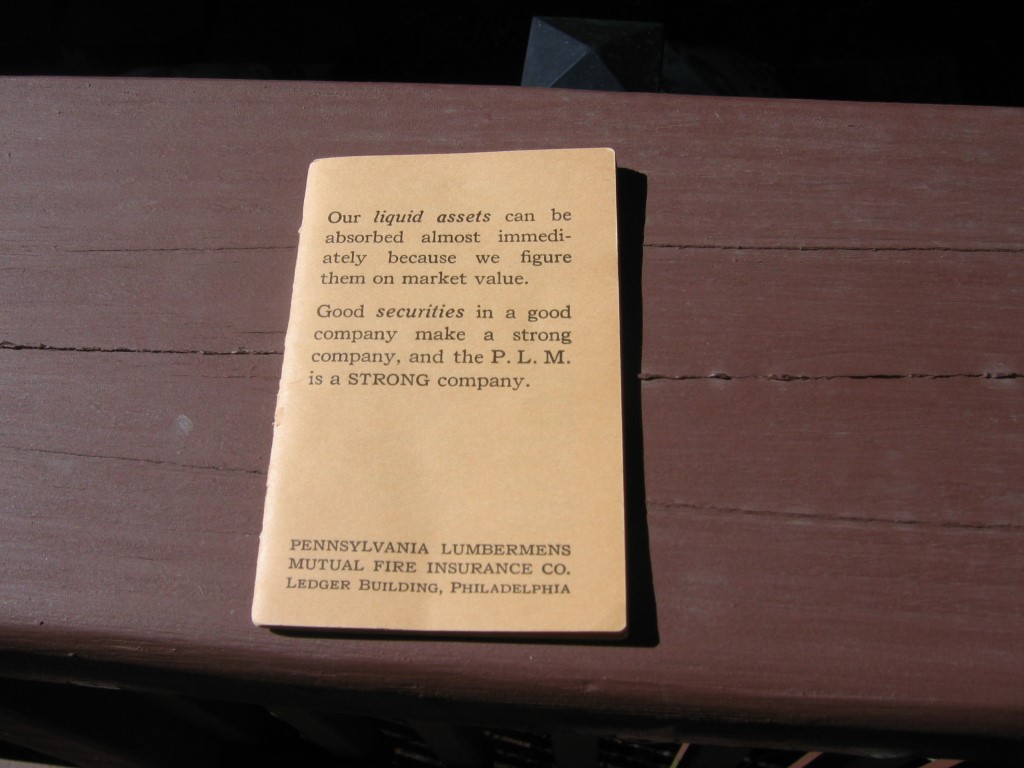 Our liquid assets can be
absorbed almost immedi-
ately because we figure
them on market value.
Good securities in a good
company make a strong
company, and the P. L. M.
is a STRONG company.
PENNSYLVANIA LUMBERMENS
MUTUAL FIRE INSURANCE CO.
LEDGER BUILDING, PHILADELPHIA